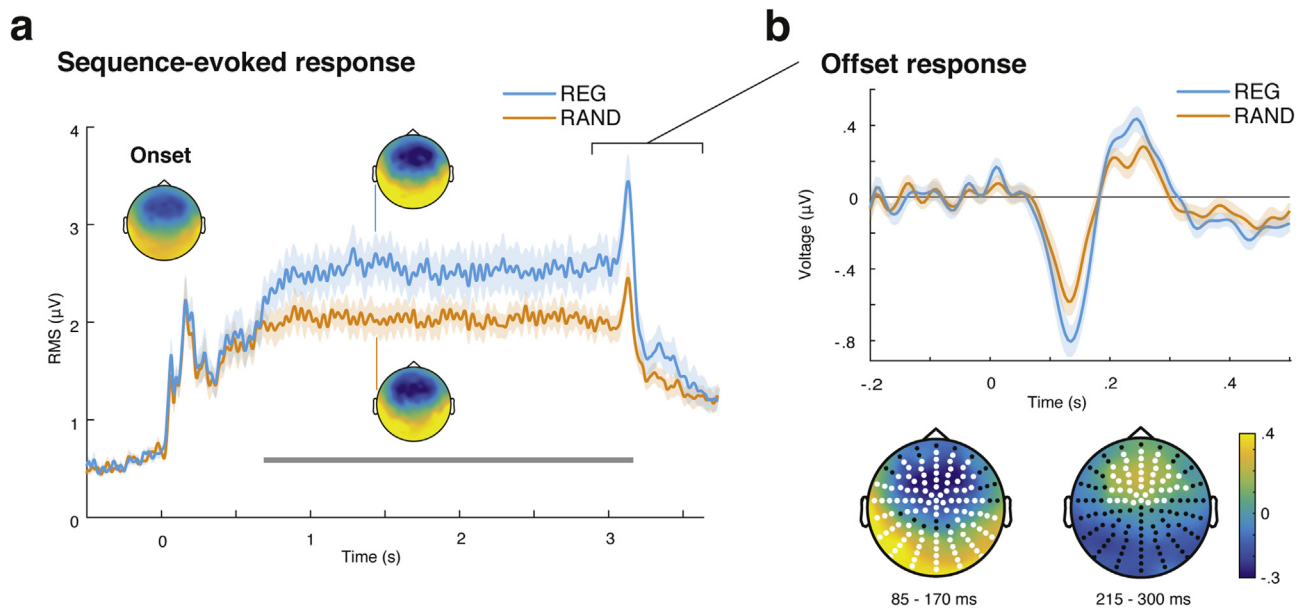 a
Sequence-evoked response
REG
RAND
Onset
4
3
2
1
0
RMS (µV)
0
1
2
3
Time (s)
b
Offset response
REG
RAND
.4
0
-.4
-.8
Voltage (µV)
-.2
0
.2
.4
Time (s)
.4
0
-.3
85 - 170 ms
215 - 300 ms